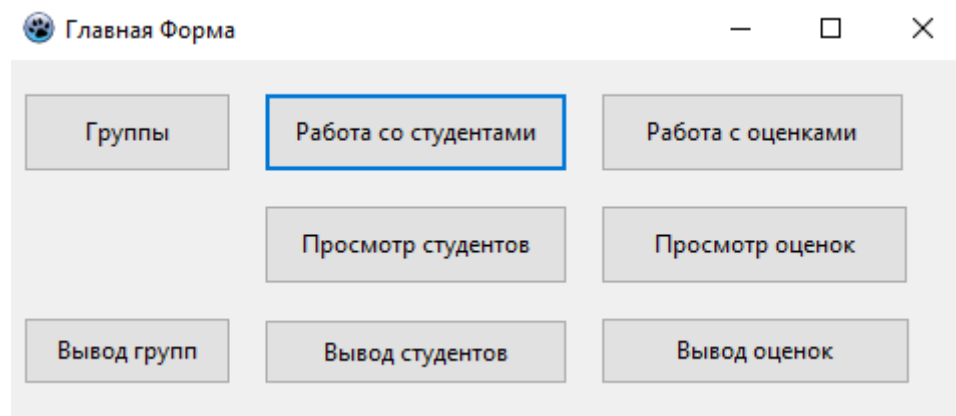 Главная Форма
Группы
Работа со студентами
Работа с оценками
Просмотр студентов
Просмотр оценок
Вывод групп
Вывод студентов
Вывод оценок